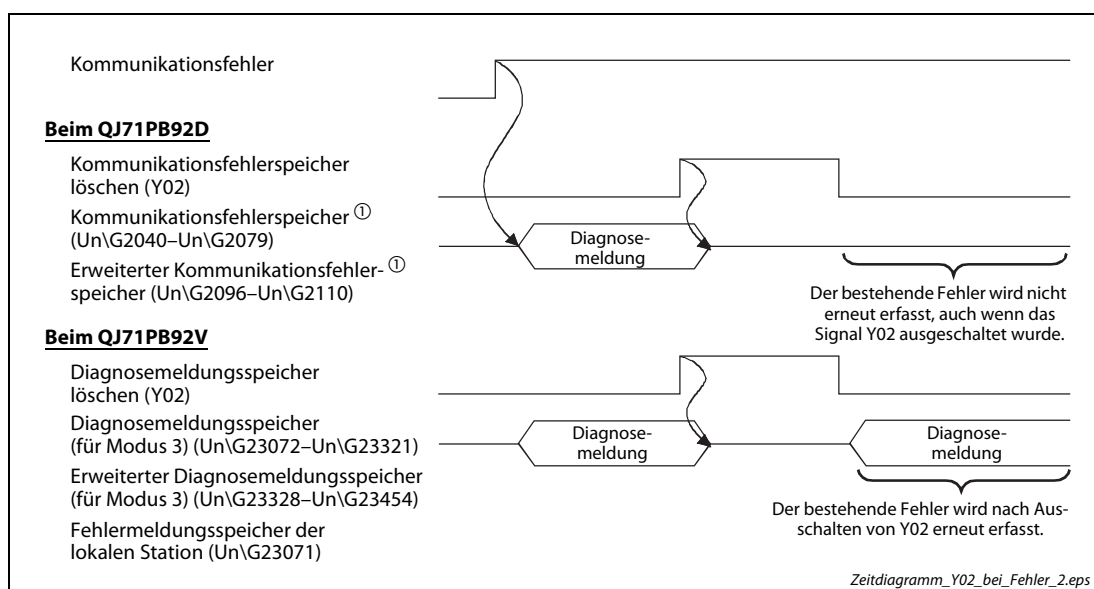 Kommunikationsfehler
Beim QJ71PB92D
Kommunikationsfehlerspeicher
löschen (Y02)
Kommunikationsfehlerspeicher ①
(Un\G2040–Un\G2079)
Erweiterter Kommunikationsfehler- ①
speicher (Un\G2096–Un\G2110)
Diagnose-
meldung
Der bestehende Fehler wird nicht
erneut erfasst, auch wenn das
Signal Y02 ausgeschaltet wurde.
Beim QJ71PB92V
Diagnosemeldungsspeicher
löschen (Y02)
Diagnosemeldungsspeicher
(für Modus 3) (Un\G23072–Un\G23321)
Erweiterter Diagnosemeldungsspeicher
(für Modus 3) (Un\G23328–Un\G23454)
Fehlermeldungsspeicher der
lokalen Station (Un\G23071)
Diagnose-
meldung
Diagnose-
meldung
Der bestehende Fehler wird nach Aus-
schalten von Y02 erneut erfasst.
Zeitdiagramm_Y02_bei_Fehler_2.eps